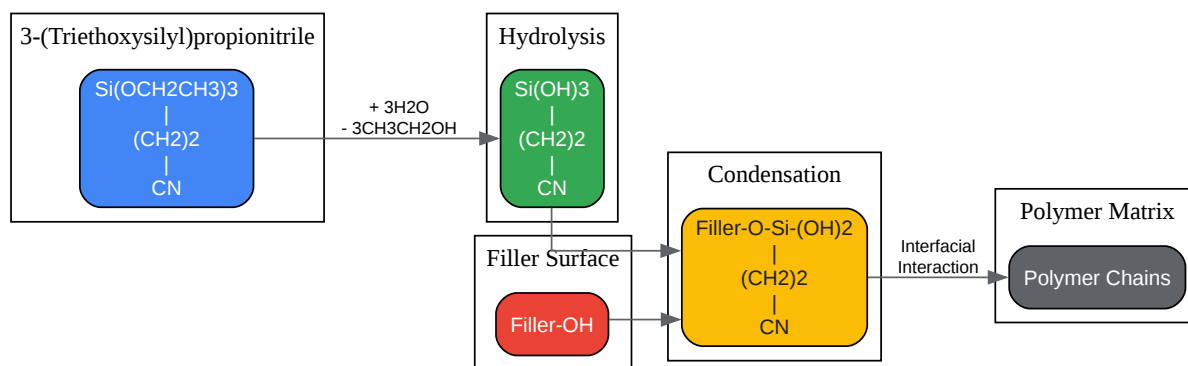 3-(Triethoxysilyl)propionitrile
Si(OCH2CH3)3
|
(CH2)2
|
CN
+ 3H2O
- 3CH3CH2OH
Hydrolysis
Si(OH)3
|
(CH2)2
|
CN
Filler Surface
Filler-OH
Condensation
Filler-O-Si-(OH)2
|
(CH2)2
|
CN
Interfacial
Interaction
Polymer Matrix
Polymer Chains